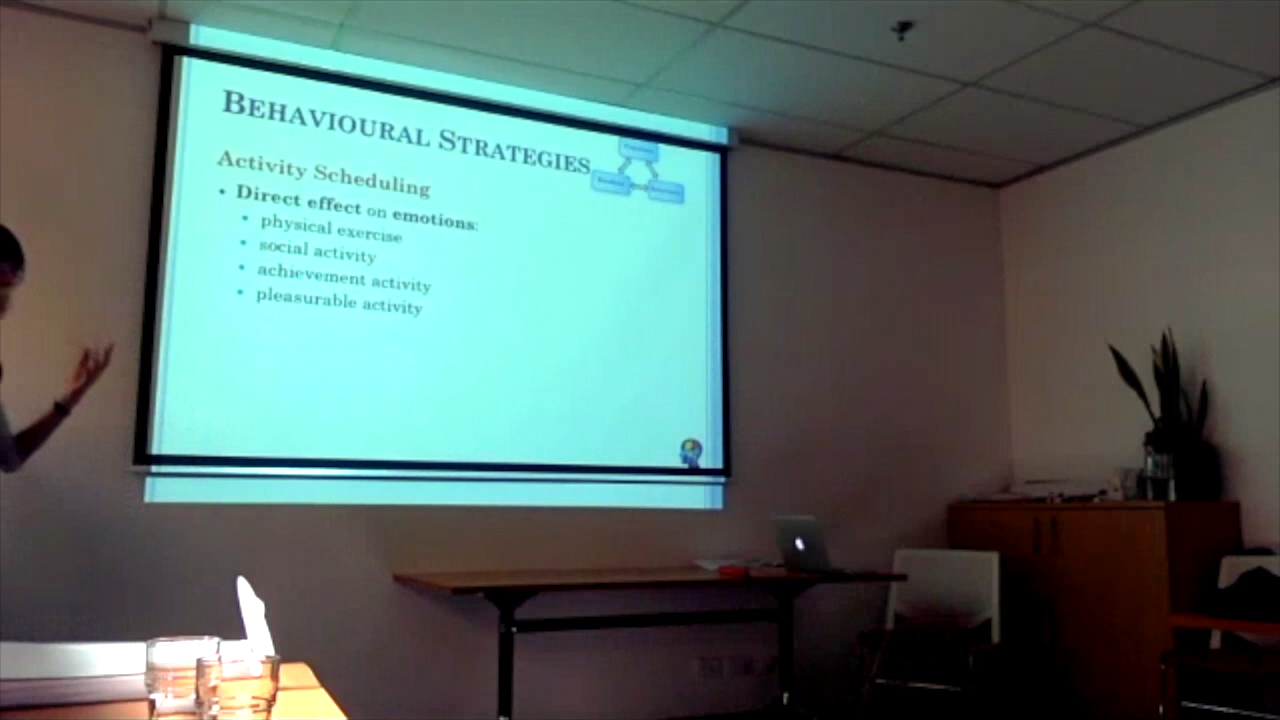 BEHAVIOURAL STRATEGIES
Activity Scheduling
• Direct effect on emotions:
• physical exercise
• social activity
• achievement activity
• pleasurable activity